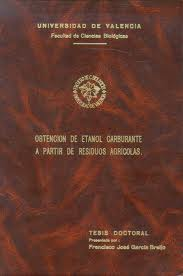 UNIVERSIDAD DE VALENCIA
Facultad de Ciencias Biológicas
OBTENCION DE ETANOL CARBURANTE
A PARTIR DE RESIDUOS AGRICOLAS.
TESIS DOCTORAL
Presentada por:
Francisco José García Breijo